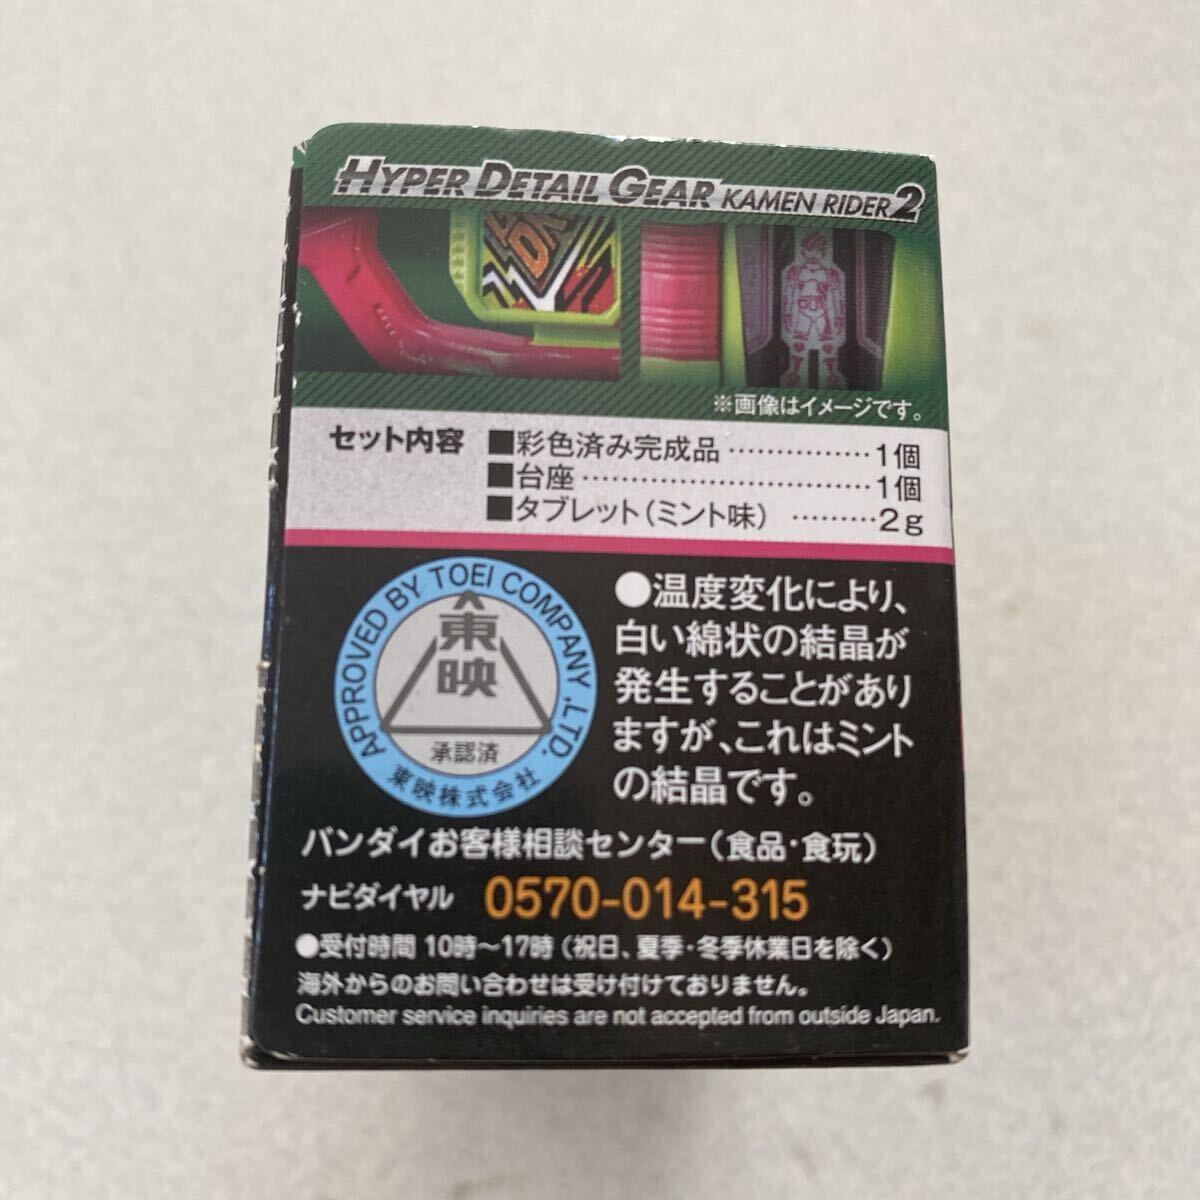 HYPER DETAIL GEAR KAMEN RIDER 2
※画像はイメージです。
セット内容
■彩色済み完成品 ‥‥‥‥‥‥‥1個
■台座 ‥‥‥‥‥‥‥‥‥‥‥‥‥‥1個
■タブレット(ミント味) ‥‥‥‥2g
APPROVED BY TOEI COMPANY ,LTD.
東映
承認済
東映株式会社
●温度変化により、
白い綿状の結晶が
発生することがあり
ますが、これはミント
の結晶です。
バンダイお客様相談センター(食品・食玩)
ナビダイヤル 0570-014-315
●受付時間 10時〜17時(祝日、夏季・冬季休業日を除く)
海外からのお問い合わせは受け付けておりません。
Customer service inquiries are not accepted from outside Japan.